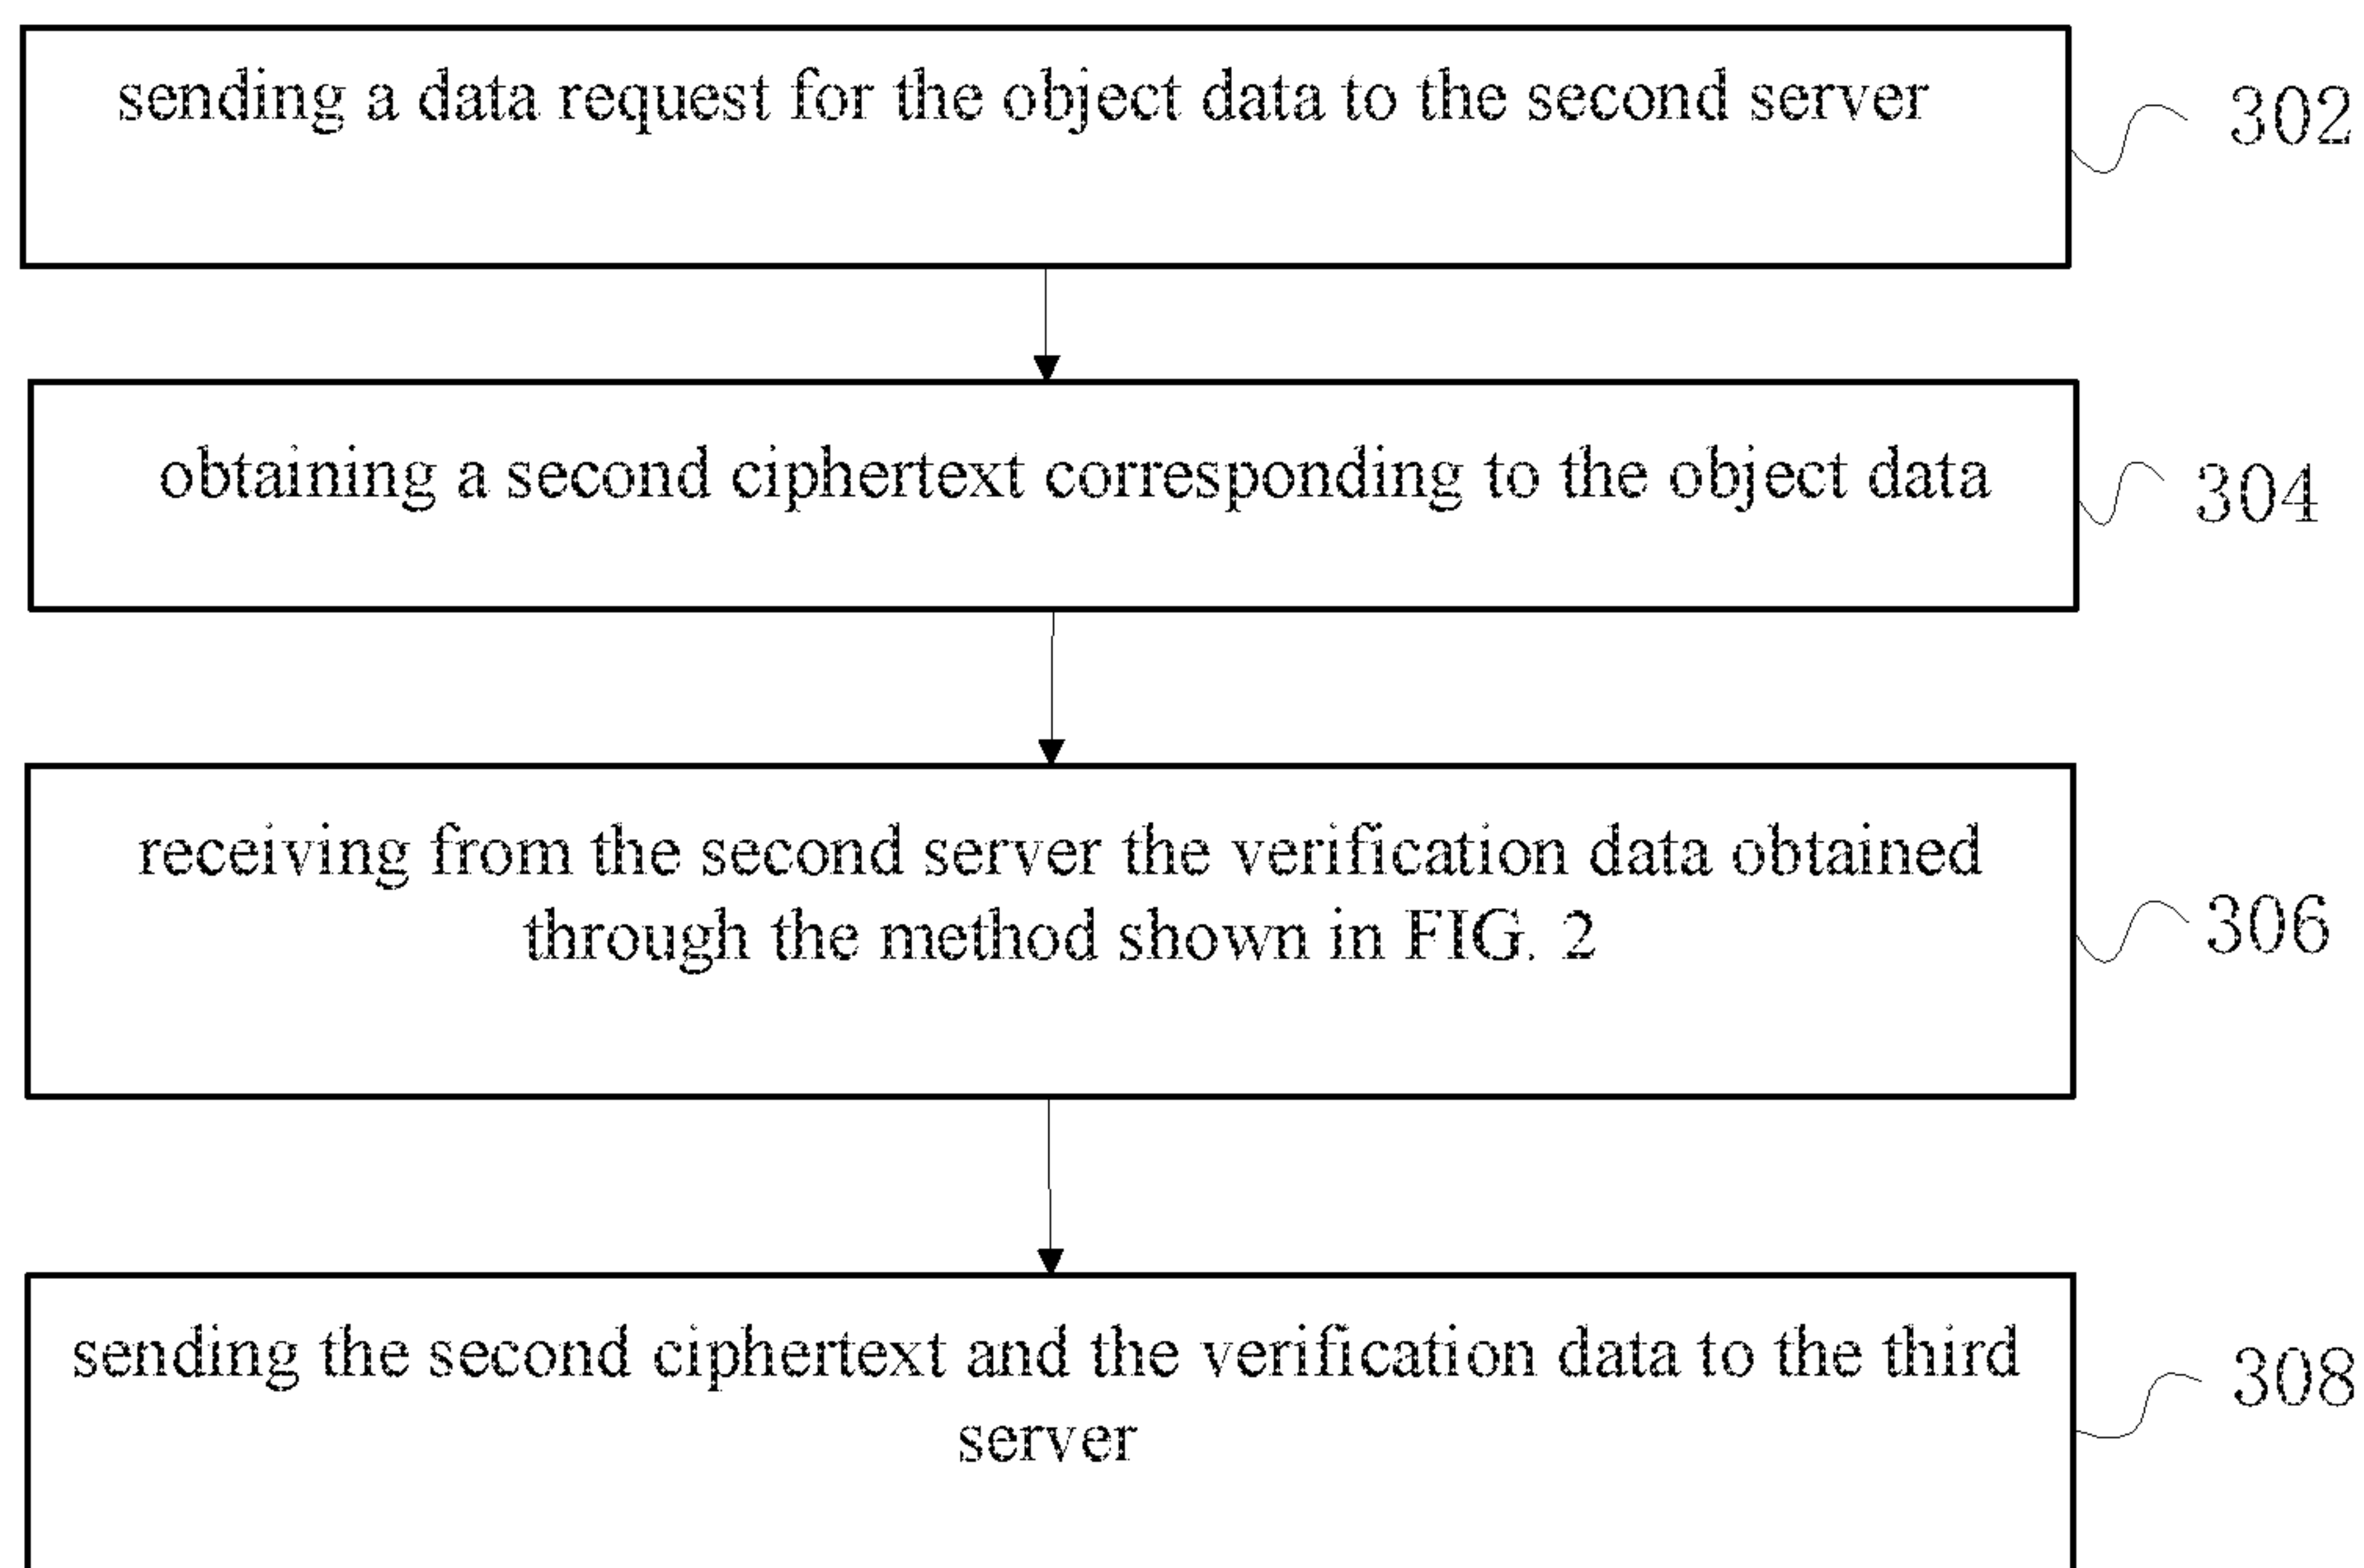 sending a data request for the object data to the second server
302
obtaining a second ciphertext corresponding to the object data
304
receiving from the second server the verification data obtained
through the method shown in FIG. 2
306
sending the second ciphertext and the verification data to the third
server
308